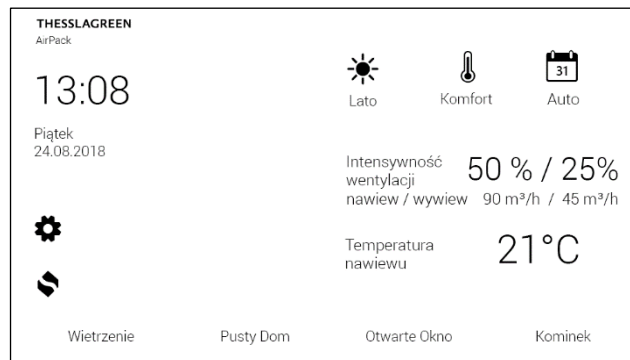 THESSLAGREEN
AirPack
13:08
Piątek
24.08.2018
31
Lato
Komfort
Auto
Intensywność
wentylacji
nawiew / wywiew
50 % / 25%
90 m³/h / 45 m³/h
Temperatura
nawiewu
21°C
Wietrzenie
Pusty Dom
Otwarte Okno
Kominek